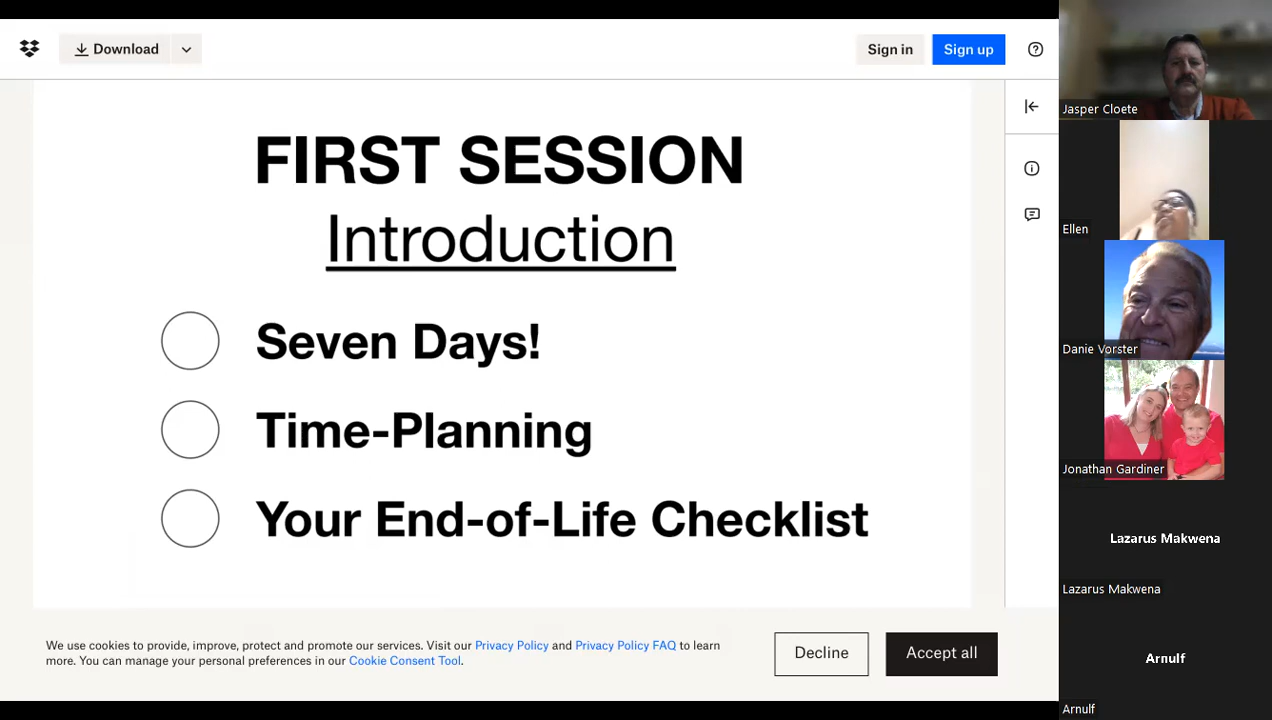 Download
Sign in
Sign up
FIRST SESSION
Introduction
Seven Days!
Time-Planning
Your End-of-Life Checklist
We use cookies to provide, improve, protect and promote our services. Visit our Privacy Policy and Privacy Policy FAQ to learn
more. You can manage your personal preferences in our Cookie Consent Tool.
Decline
Accept all
Jasper Cloete
Ellen
Danie Vorster
Jonathan Gardiner
Lazarus Makwena
Lazarus Makwena
Arnulf
Arnulf